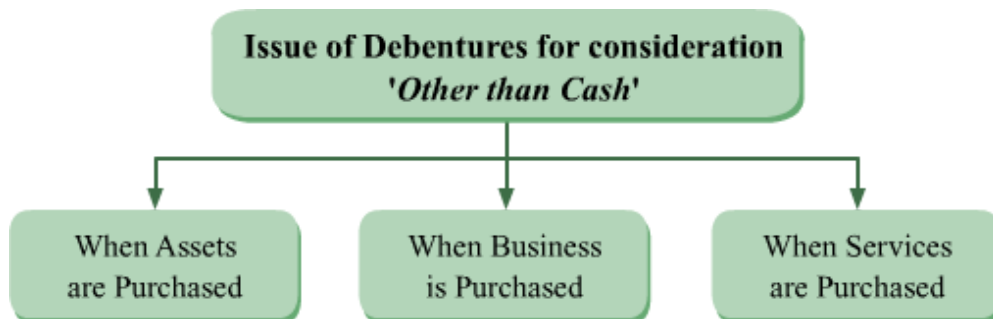 Issue of Debentures for consideration
'Other than Cash'
When Assets
are Purchased
When Business
is Purchased
When Services
are Purchased